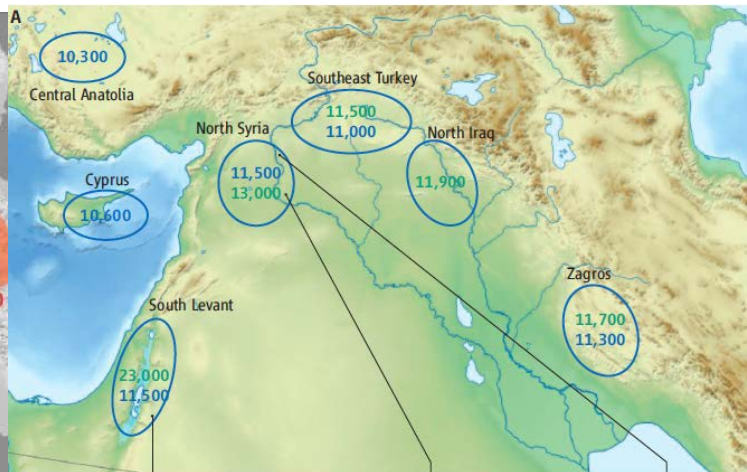 A
10,300
Central Anatolia
Southeast Turkey
11,500
11,000
North Syria
North Iraq
11,500
13,000
11,900
Cyprus
10,600
Zagros
11,700
11,300
South Levant
23,000
11,500